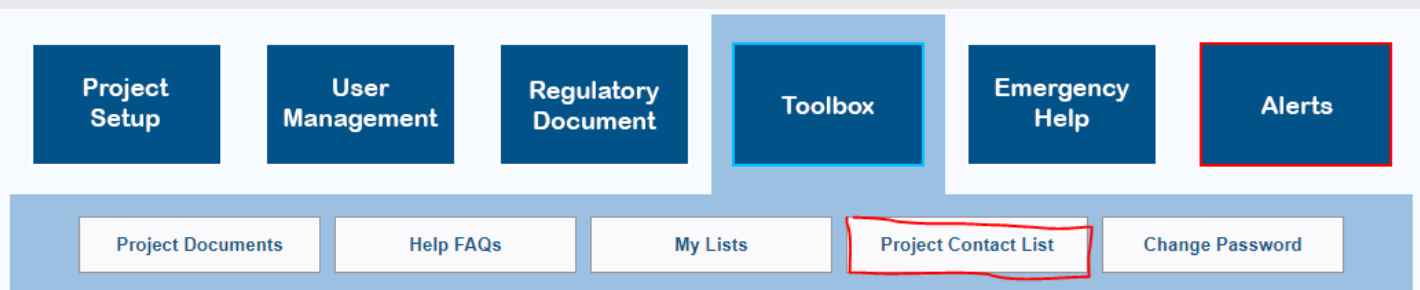 Project
Setup
User
Management
Regulatory
Document
Toolbox
Emergency
Help
Alerts
Project Documents
Help FAQs
My Lists
Project Contact List
Change Password